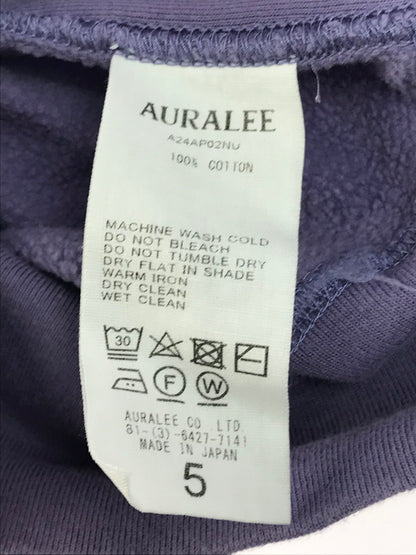 AURALEE
A24AP02NU
100% COTTON
MACHINE WASH COLD
DO NOT BLEACH
DO NOT TUMBLE DRY
DRY FLAT IN SHADE
WARM IRON
DRY CLEAN
WET CLEAN
30
F W
AURALEE CO.,LTD.
81-(3)-6427-7141
MADE IN JAPAN
5